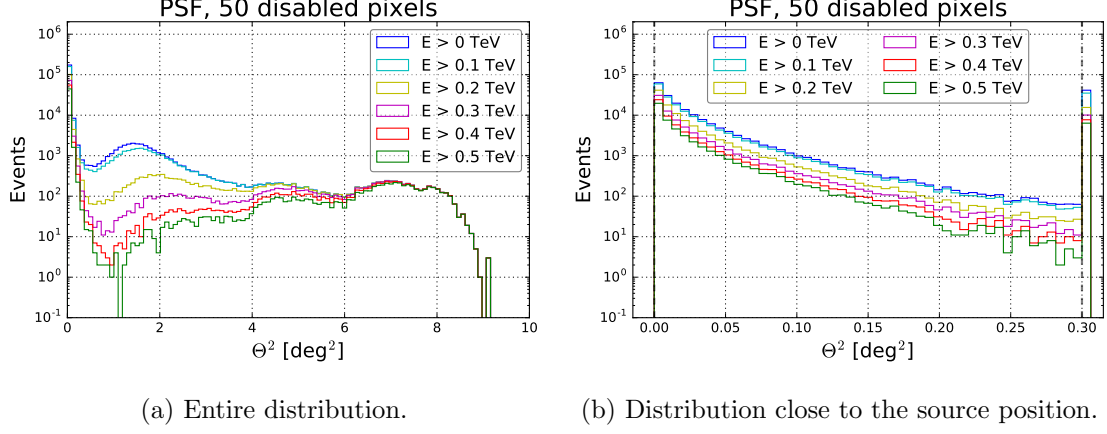 PSF, 50 disabled pixels
Events
10⁶
10⁵
10⁴
10³
10²
10¹
10⁰
10⁻¹
E > 0 TeV
E > 0.1 TeV
E > 0.2 TeV
E > 0.3 TeV
E > 0.4 TeV
E > 0.5 TeV
0 2 4 6 8 10
Θ² [deg²]
(a) Entire distribution.
PSF, 50 disabled pixels
Events
10⁶
10⁵
10⁴
10³
10²
10¹
10⁰
10⁻¹
E > 0 TeV E > 0.3 TeV
E > 0.1 TeV E > 0.4 TeV
E > 0.2 TeV E > 0.5 TeV
0.00 0.05 0.10 0.15 0.20 0.25 0.30
Θ² [deg²]
(b) Distribution close to the source position.